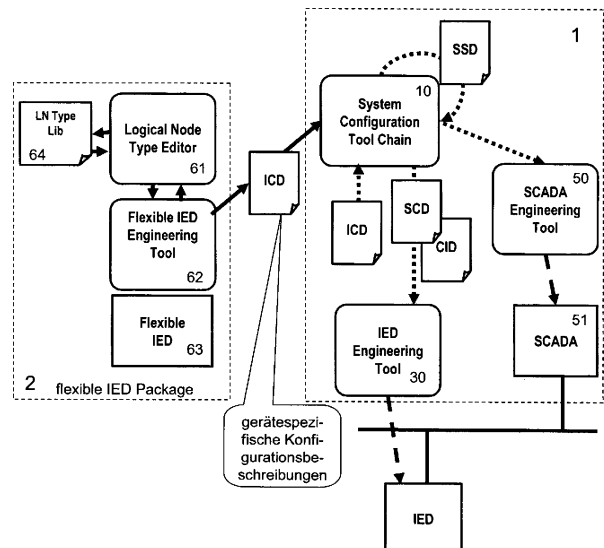 1
SSD
10
System
Configuration
Tool Chain
LN Type
Lib
64
Logical Node
Type Editor
61
ICD
50
SCADA
Engineering
Tool
Flexible IED
Engineering
Tool
62
ICD
SCD
CID
Flexible
IED
63
IED
Engineering
Tool
30
51
SCADA
2
flexible IED Package
gerätespezi-
fische Konfi-
gurationsbe-
schreibungen
IED